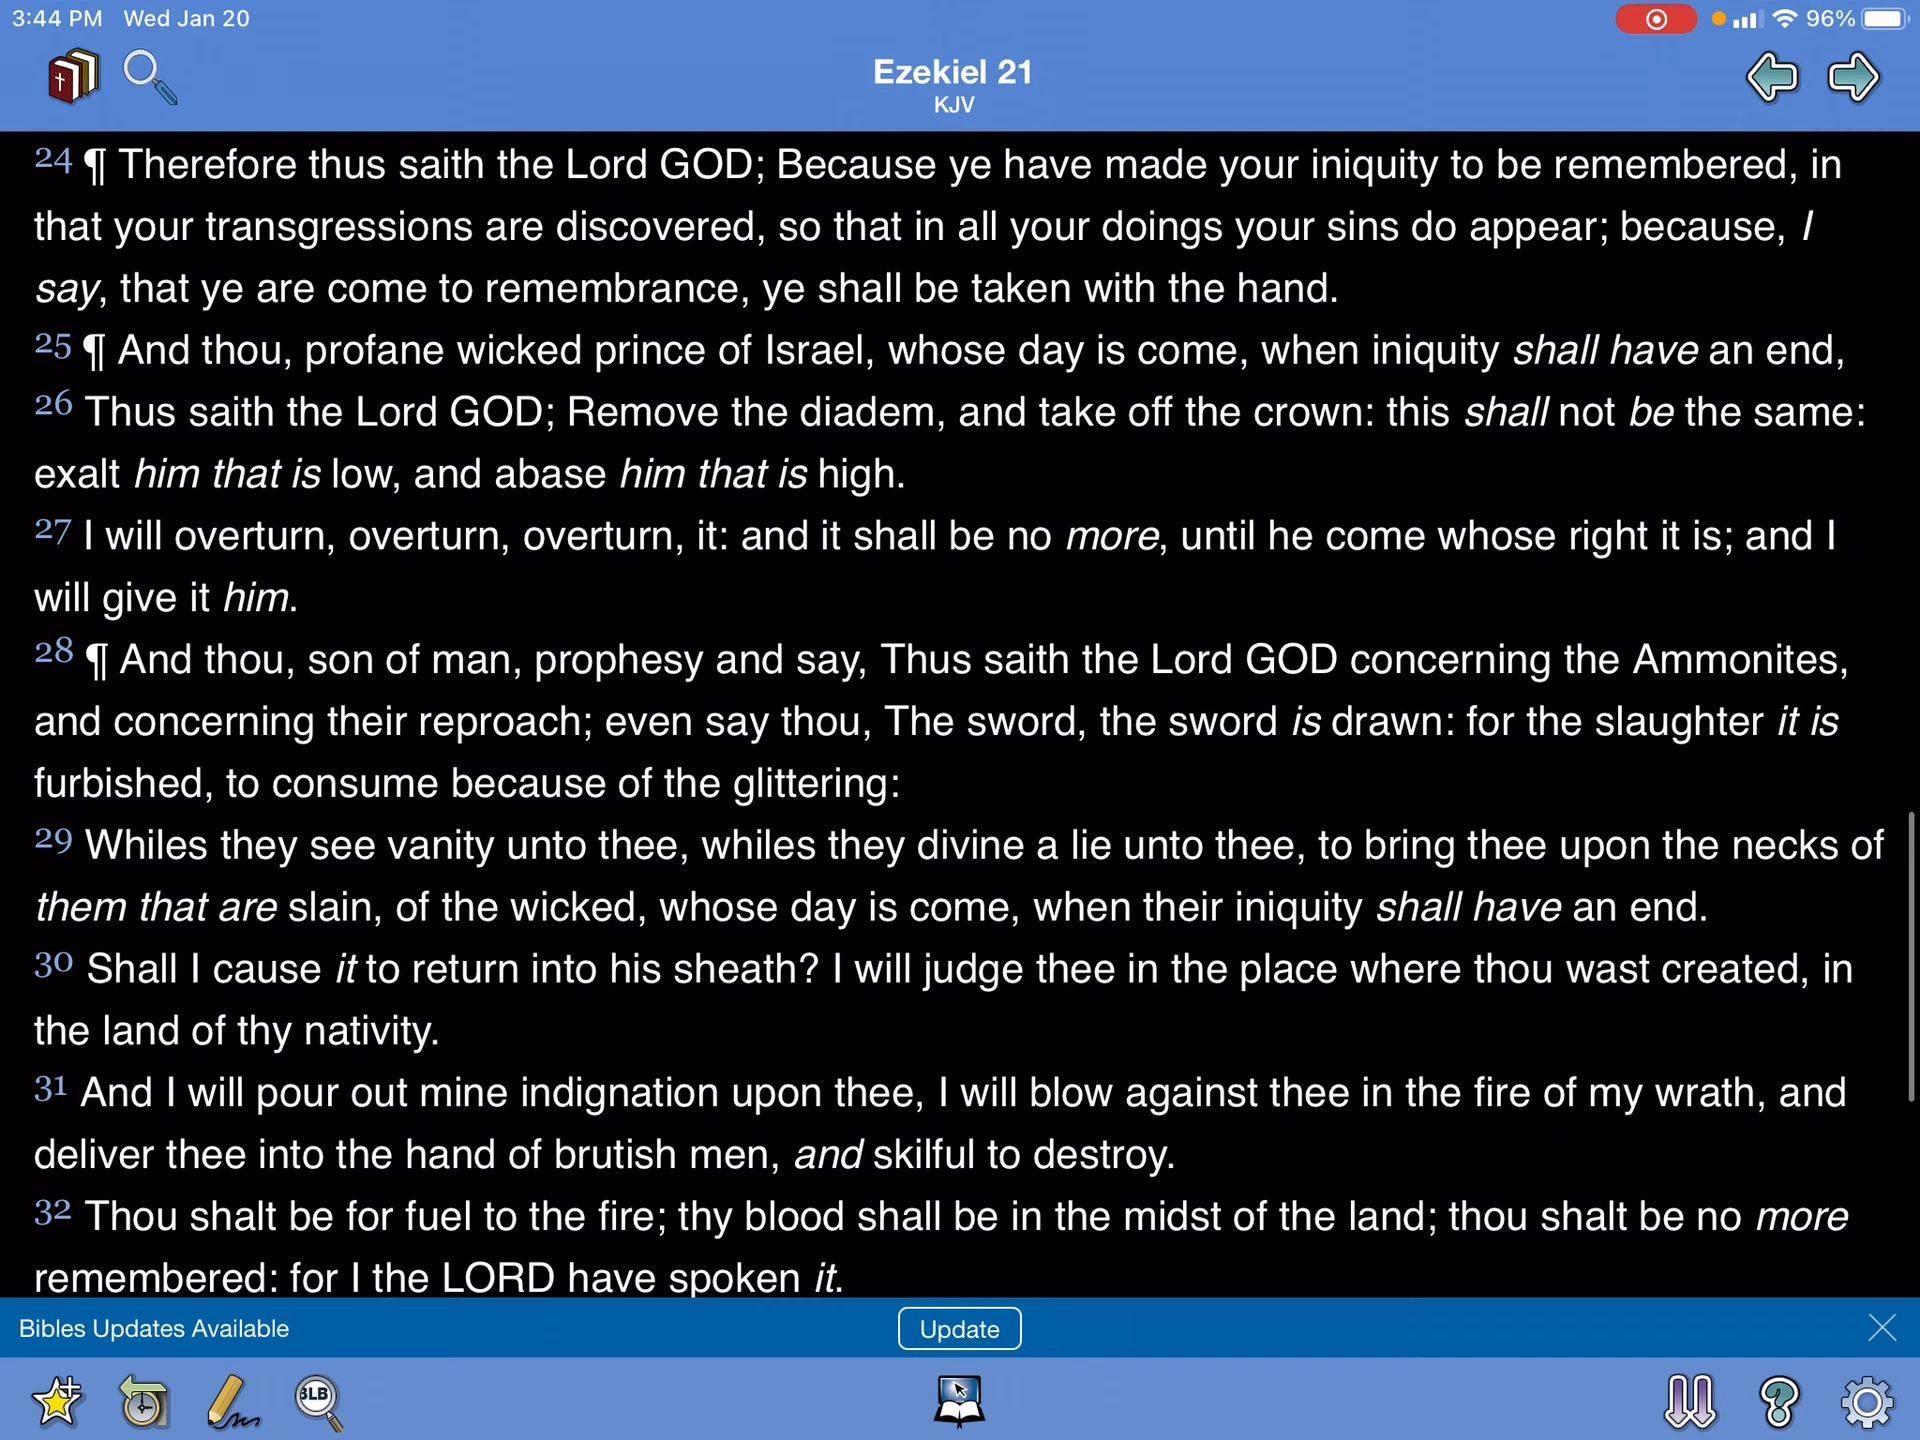 3:44 PM Wed Jan 20
96%
Ezekiel 21
KJV
24 ¶ Therefore thus saith the Lord GOD; Because ye have made your iniquity to be remembered, in
that your transgressions are discovered, so that in all your doings your sins do appear; because, I
say, that ye are come to remembrance, ye shall be taken with the hand.
25 ¶ And thou, profane wicked prince of Israel, whose day is come, when iniquity shall have an end,
26 Thus saith the Lord GOD; Remove the diadem, and take off the crown: this shall not be the same:
exalt him that is low, and abase him that is high.
27 I will overturn, overturn, overturn, it: and it shall be no more, until he come whose right it is; and I
will give it him.
28 ¶ And thou, son of man, prophesy and say, Thus saith the Lord GOD concerning the Ammonites,
and concerning their reproach; even say thou, The sword, the sword is drawn: for the slaughter it is
furbished, to consume because of the glittering:
29 Whiles they see vanity unto thee, whiles they divine a lie unto thee, to bring thee upon the necks of
them that are slain, of the wicked, whose day is come, when their iniquity shall have an end.
30 Shall I cause it to return into his sheath? I will judge thee in the place where thou wast created, in
the land of thy nativity.
31 And I will pour out mine indignation upon thee, I will blow against thee in the fire of my wrath, and
deliver thee into the hand of brutish men, and skilful to destroy.
32 Thou shalt be for fuel to the fire; thy blood shall be in the midst of the land; thou shalt be no more
remembered: for I the LORD have spoken it.
Bibles Updates Available
Update
BLB